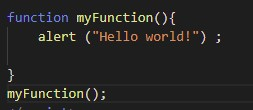 function myFunction(){
alert ("Hello world!") ;
}
myFunction();